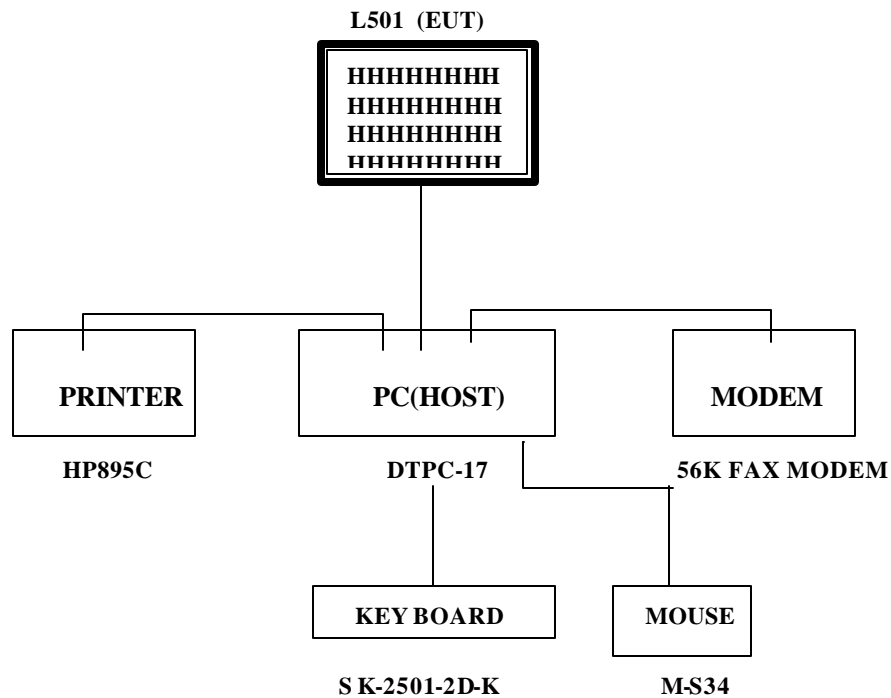 L501 (EUT)
HHHHHHHH
HHHHHHHH
HHHHHHHH
HHHHHHHH
PRINTER
PC(HOST)
MODEM
HP895C
DTPC-17
56K FAX MODEM
KEY BOARD
MOUSE
S K-2501-2D-K
M-S34